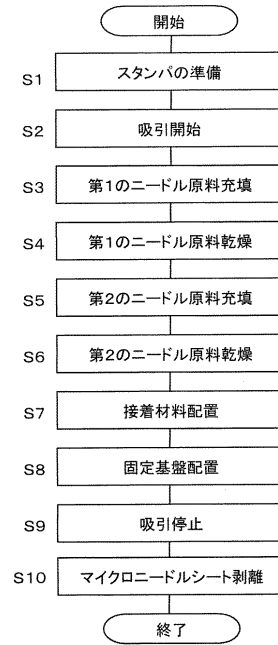 開始
S1 スタンパの準備
S2 吸引開始
S3 第1のニードル原料充填
S4 第1のニードル原料乾燥
S5 第2のニードル原料充填
S6 第2のニードル原料乾燥
S7 接着材料配置
S8 固定基盤配置
S9 吸引停止
S10 マイクロニードルシート剥離
終了